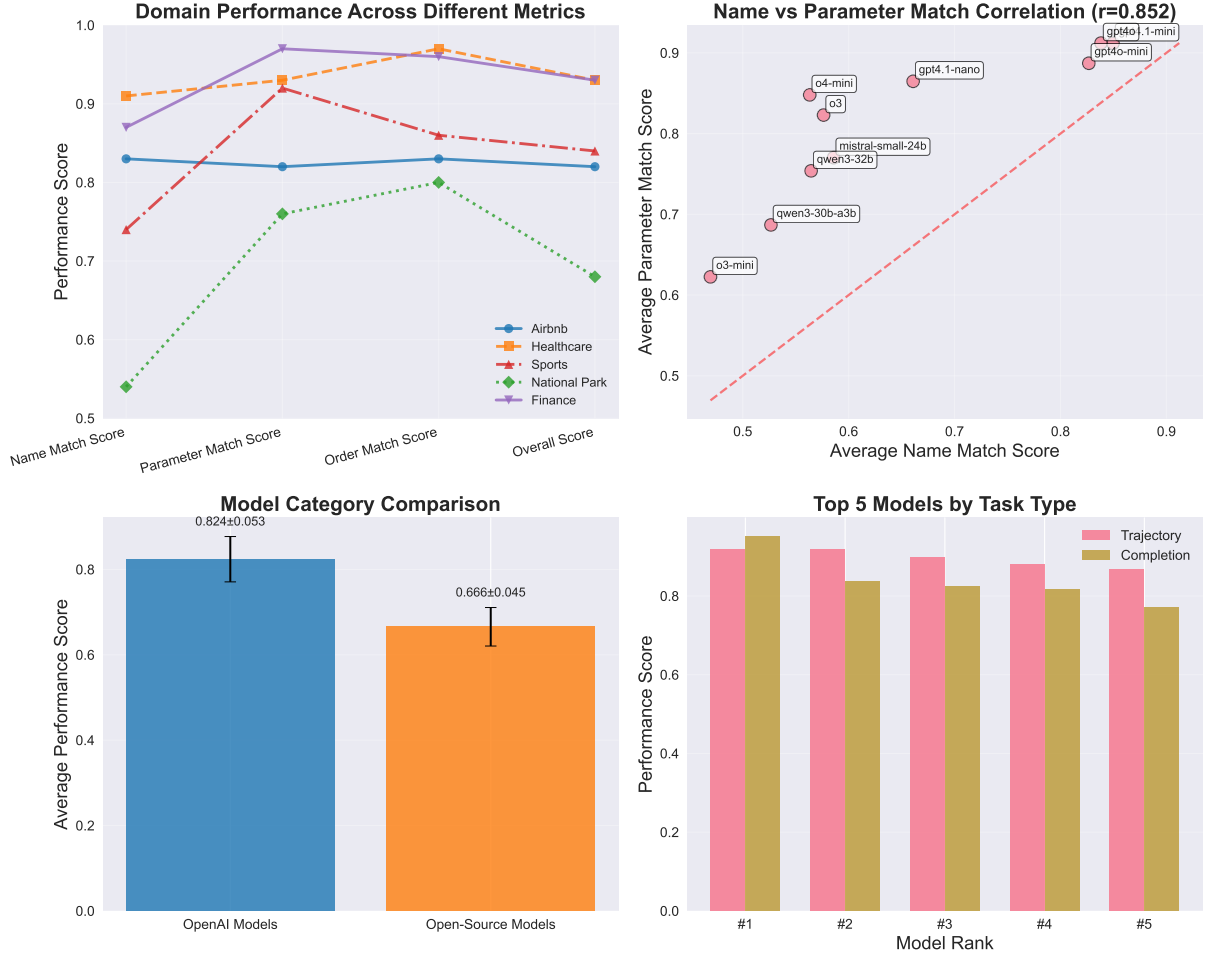 Domain Performance Across Different Metrics
Performance Score
1.0
0.9
0.8
0.7
0.6
0.5
Name Match Score
Parameter Match Score
Order Match Score
Overall Score
Airbnb
Healthcare
Sports
National Park
Finance
Name vs Parameter Match Correlation (r=0.852)
Average Parameter Match Score
0.9
0.8
0.7
0.6
0.5
gpt4o
4.1-mini
gpt4o-mini
gpt4.1-nano
o4-mini
o3
mistral-small-24b
qwen3-32b
qwen3-30b-a3b
o3-mini
0.5
0.6
0.7
0.8
0.9
Average Name Match Score
Model Category Comparison
Average Performance Score
0.8
0.6
0.4
0.2
0.0
0.824±0.053
0.666±0.045
OpenAI Models
Open-Source Models
Top 5 Models by Task Type
Performance Score
0.8
0.6
0.4
0.2
0.0
Trajectory
Completion
#1
#2
#3
#4
#5
Model Rank